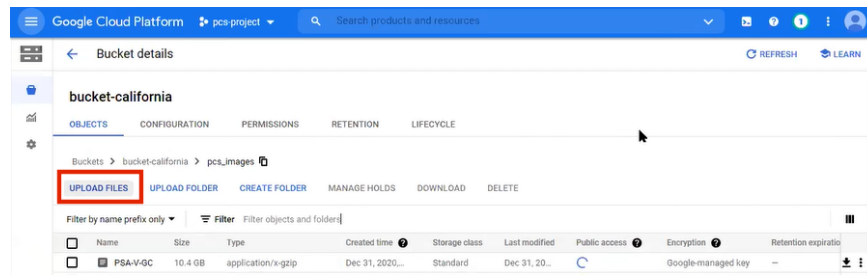 Google Cloud Platform pcs-project Search products and resources 1
Bucket details REFRESH LEARN
bucket-california
OBJECTS CONFIGURATION PERMISSIONS RETENTION LIFECYCLE
Buckets > bucket-california > pcs_images
UPLOAD FILES UPLOAD FOLDER CREATE FOLDER MANAGE HOLDS DOWNLOAD DELETE
Filter by name prefix only Filter Filter objects and folders
Name Size Type Created time Storage class Last modified Public access Encryption Retention expiratio
PSA-V-GC 10.4 GB application/x-gzip Dec 31, 2020,... Standard Dec 31, 20... Google-managed key —